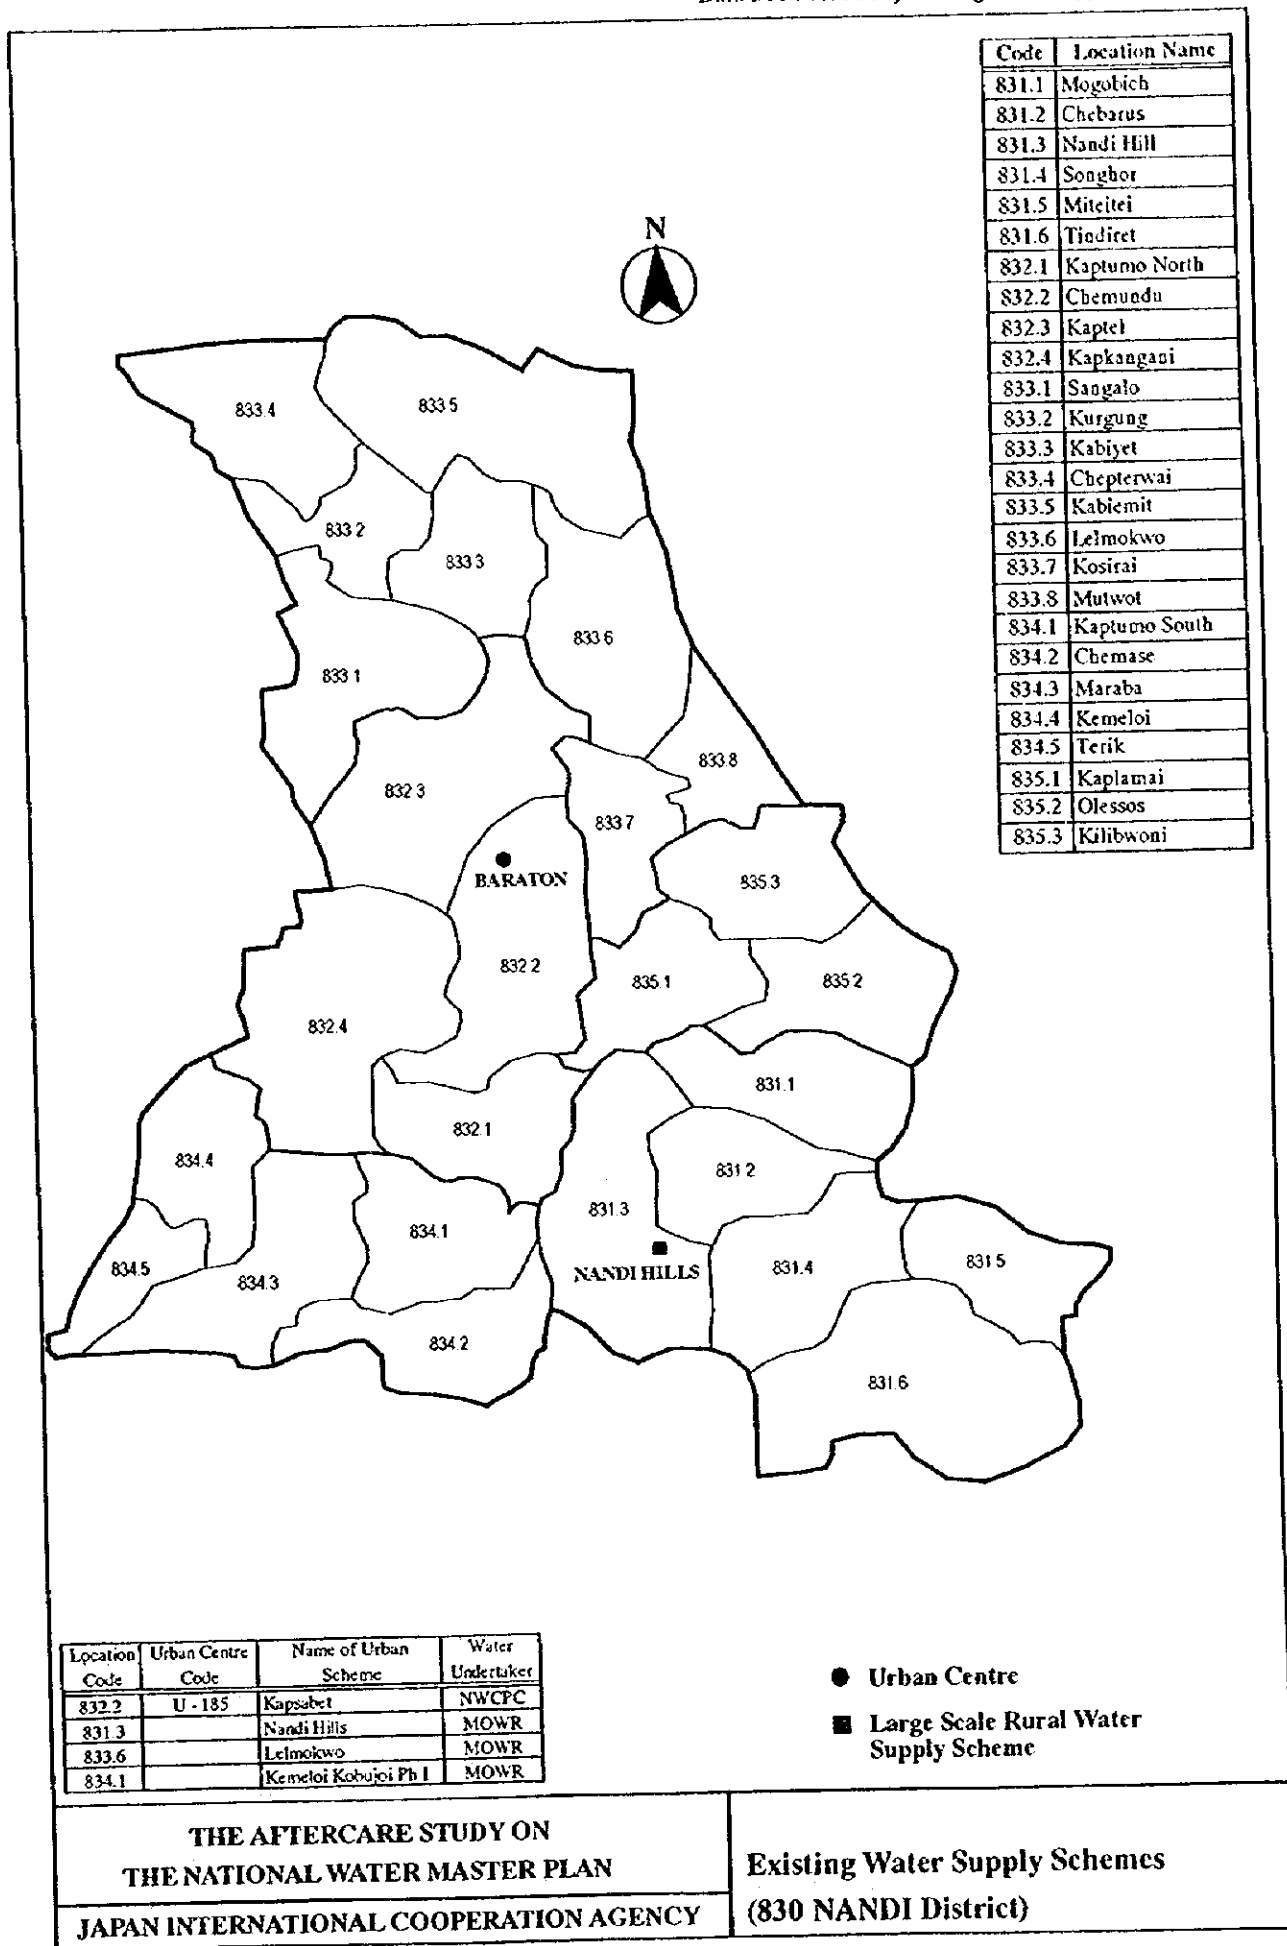 Code Location Name
831.1 Mogobich
831.2 Chebarus
831.3 Nandi Hill
831.4 Songhor
831.5 Miteitei
831.6 Tindiret
832.1 Kaptumo North
832.2 Chemundu
832.3 Kaptel
832.4 Kapkangani
833.1 Sangalo
833.2 Kurgung
833.3 Kabiyet
833.4 Chepterwai
833.5 Kabiemit
833.6 Lelmokwo
833.7 Kosirai
833.8 Mutwot
834.1 Kaptumo South
834.2 Chemase
834.3 Maraba
834.4 Kemeloi
834.5 Terik
835.1 Kaplamai
835.2 Olessos
835.3 Kilibwoni
N
833.4
833.5
833.2
833.3
833.6
833.1
833.8
832.3
833.7
BARATON
835.3
832.2
835.1
835.2
832.4
831.1
832.1
834.4
831.2
831.3
834.1
834.5
834.3
NANDI HILLS
831.4
831.5
834.2
831.6
Location Code Urban Centre Code Name of Urban Scheme Water Undertaker
832.2 U - 185 Kapsabet NWCPC
831.3 Nandi Hills MOWR
833.6 Lelmokwo MOWR
834.1 Kemeloi Kobujoi Ph I MOWR
Urban Centre
Large Scale Rural Water
Supply Scheme
THE AFTERCARE STUDY ON
THE NATIONAL WATER MASTER PLAN
JAPAN INTERNATIONAL COOPERATION AGENCY
Existing Water Supply Schemes
(830 NANDI District)